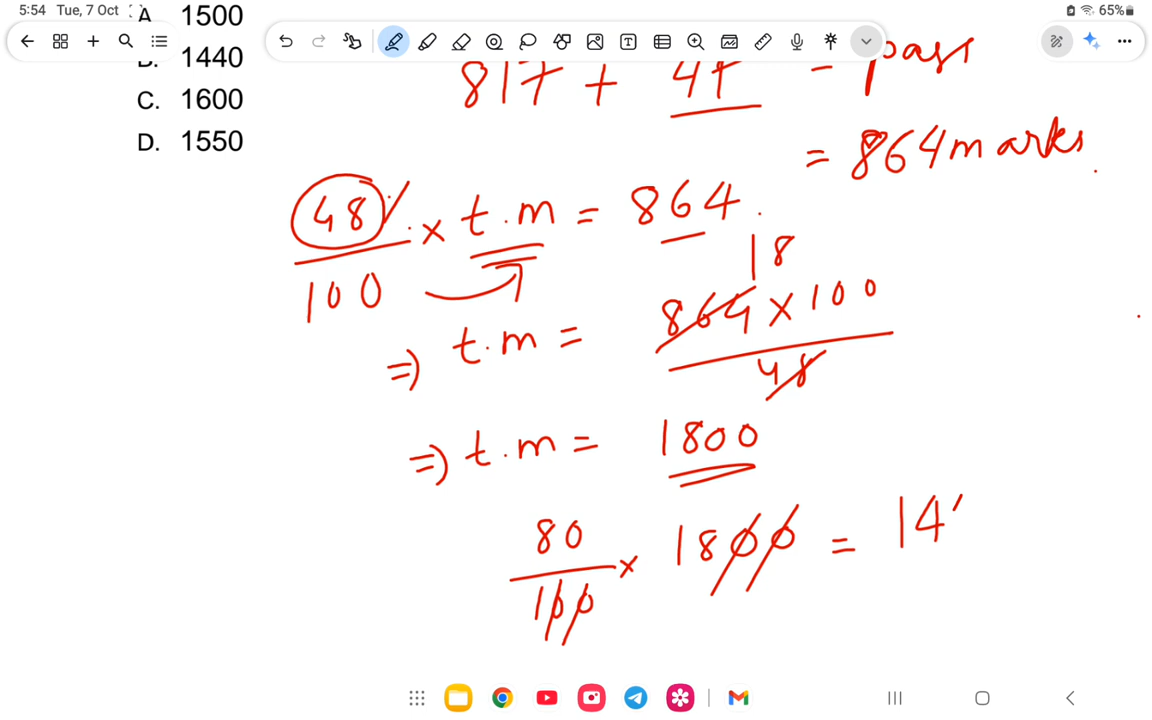 5:54 Tue, 7 Oct
65%
A 1500
B. 1440
C. 1600
D. 1550
817 + 47 = pass
= 864 marks.
48% / 100 × t.m = 864.
18
⇒ t.m = 864 × 100 / 48
⇒ t.m = 1800
80 / 100 × 1800 = 14